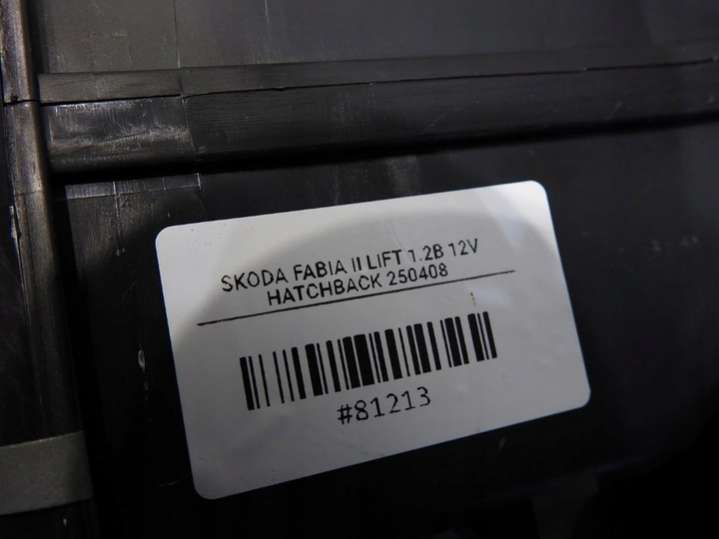 SKODA FABIA II LIFT 1.2B 12V
HATCHBACK 250408
#81213